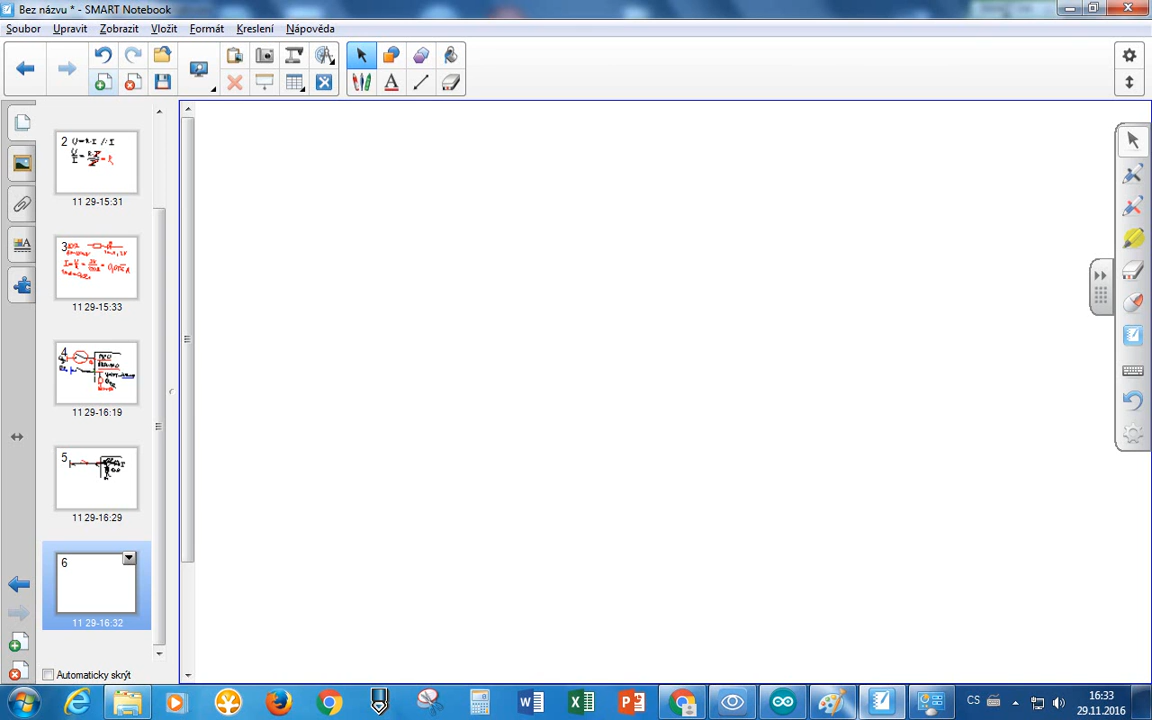 Bez názvu * - SMART Notebook
Soubor Upravit Zobrazit Vložit Formát Kreslení Nápověda
2 U=R·I /:I
11 29-15:31
3
11 29-15:33
4
11 29-16:19
5
11 29-16:29
6
11 29-16:32
Automaticky skrýt
CS
16:33
29.11.2016